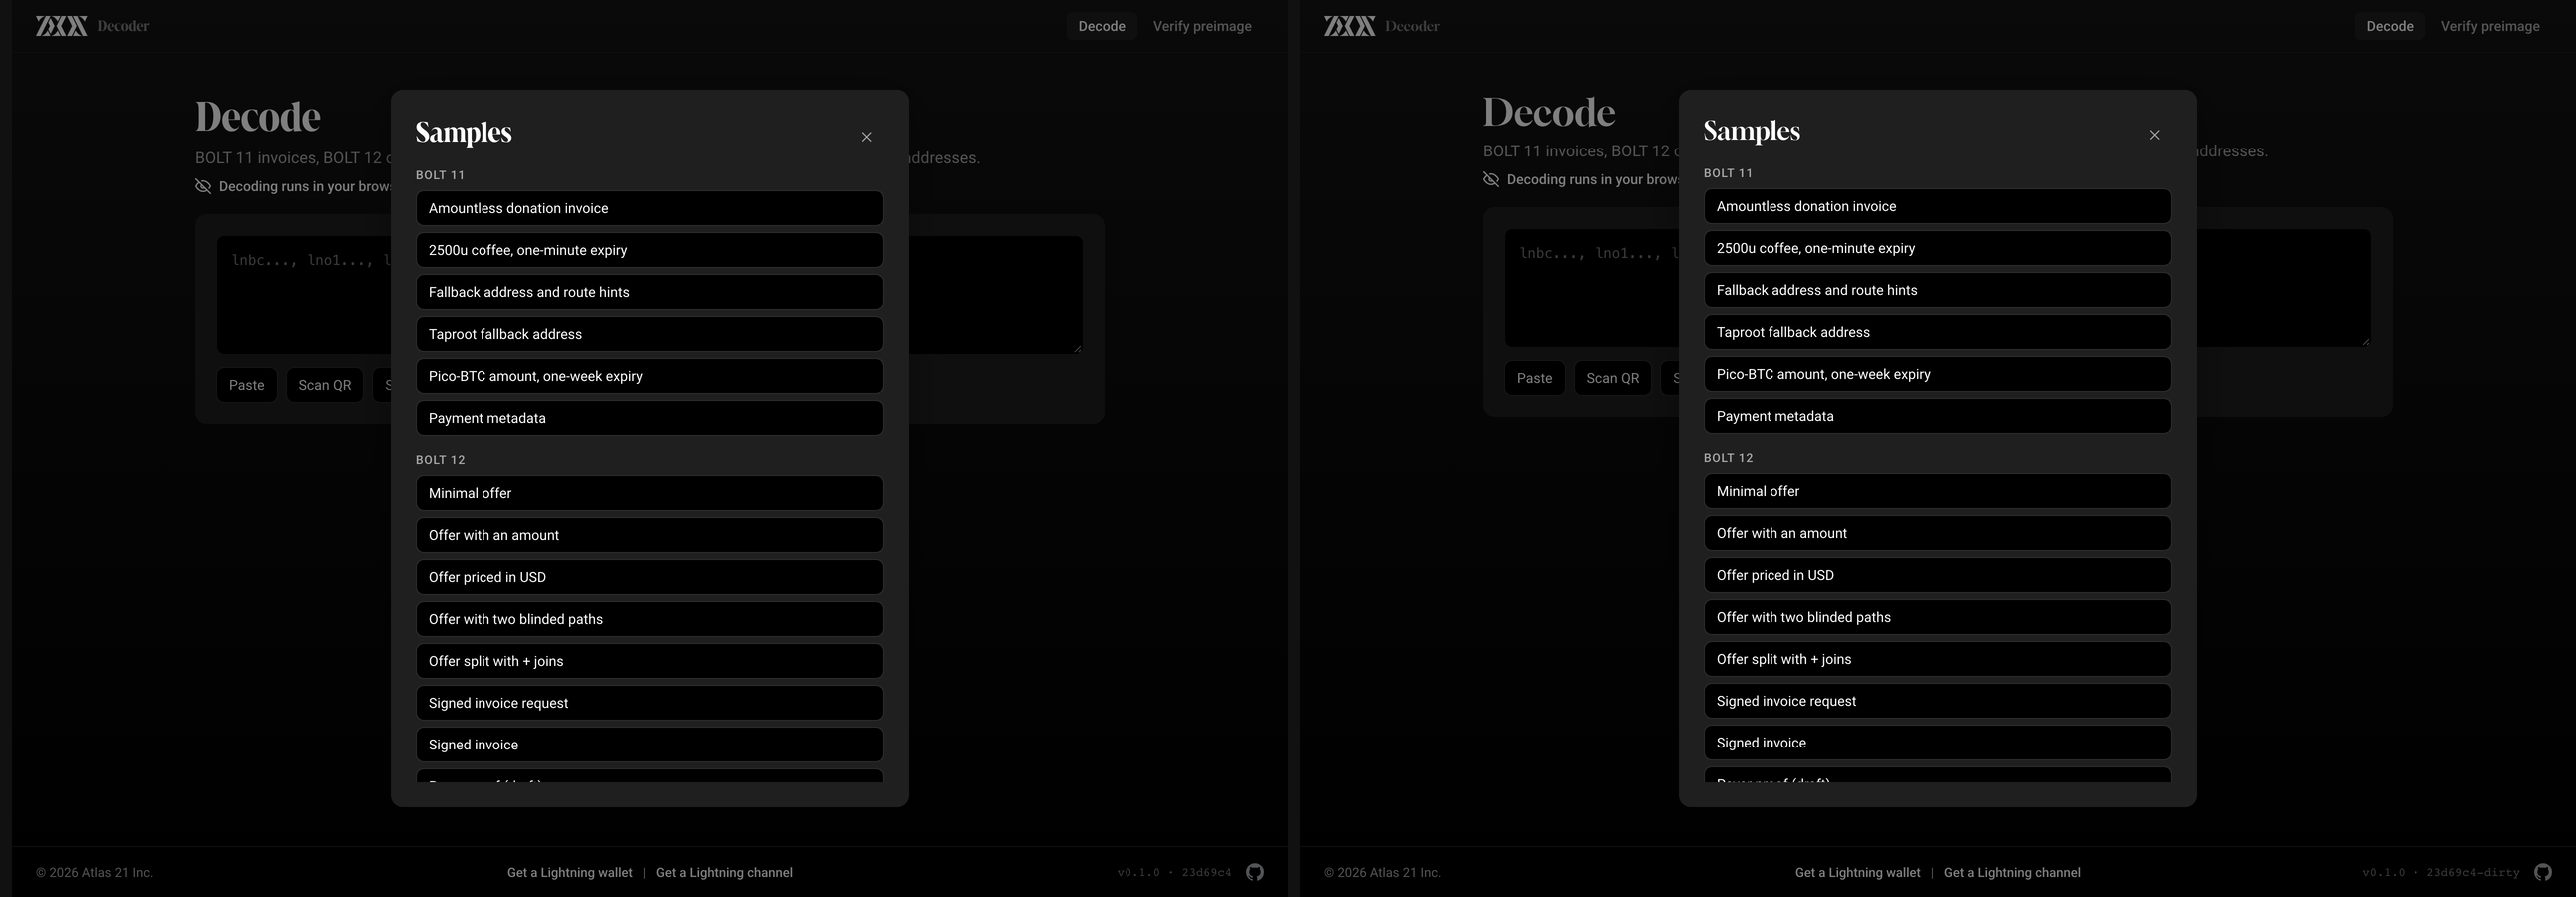 Decoder
Decode
Verify preimage
Decode
BOLT 11 invoices, BOLT 12
ddresses.
Decoding runs in your brow
lnbc..., lno1..., l
Paste
Scan QR
Samples
BOLT 11
Amountless donation invoice
2500u coffee, one-minute expiry
Fallback address and route hints
Taproot fallback address
Pico-BTC amount, one-week expiry
Payment metadata
BOLT 12
Minimal offer
Offer with an amount
Offer priced in USD
Offer with two blinded paths
Offer split with + joins
Signed invoice request
Signed invoice
© 2026 Atlas 21 Inc.
Get a Lightning wallet | Get a Lightning channel
v0.1.0 • 23d69c4
Decoder
Decode
Verify preimage
Decode
BOLT 11 invoices, BOLT 12
ddresses.
Decoding runs in your brow
lnbc..., lno1..., l
Paste
Scan QR
Samples
BOLT 11
Amountless donation invoice
2500u coffee, one-minute expiry
Fallback address and route hints
Taproot fallback address
Pico-BTC amount, one-week expiry
Payment metadata
BOLT 12
Minimal offer
Offer with an amount
Offer priced in USD
Offer with two blinded paths
Offer split with + joins
Signed invoice request
Signed invoice
Payer proof (draft)
© 2026 Atlas 21 Inc.
Get a Lightning wallet | Get a Lightning channel
v0.1.0 • 23d69c4-dirty